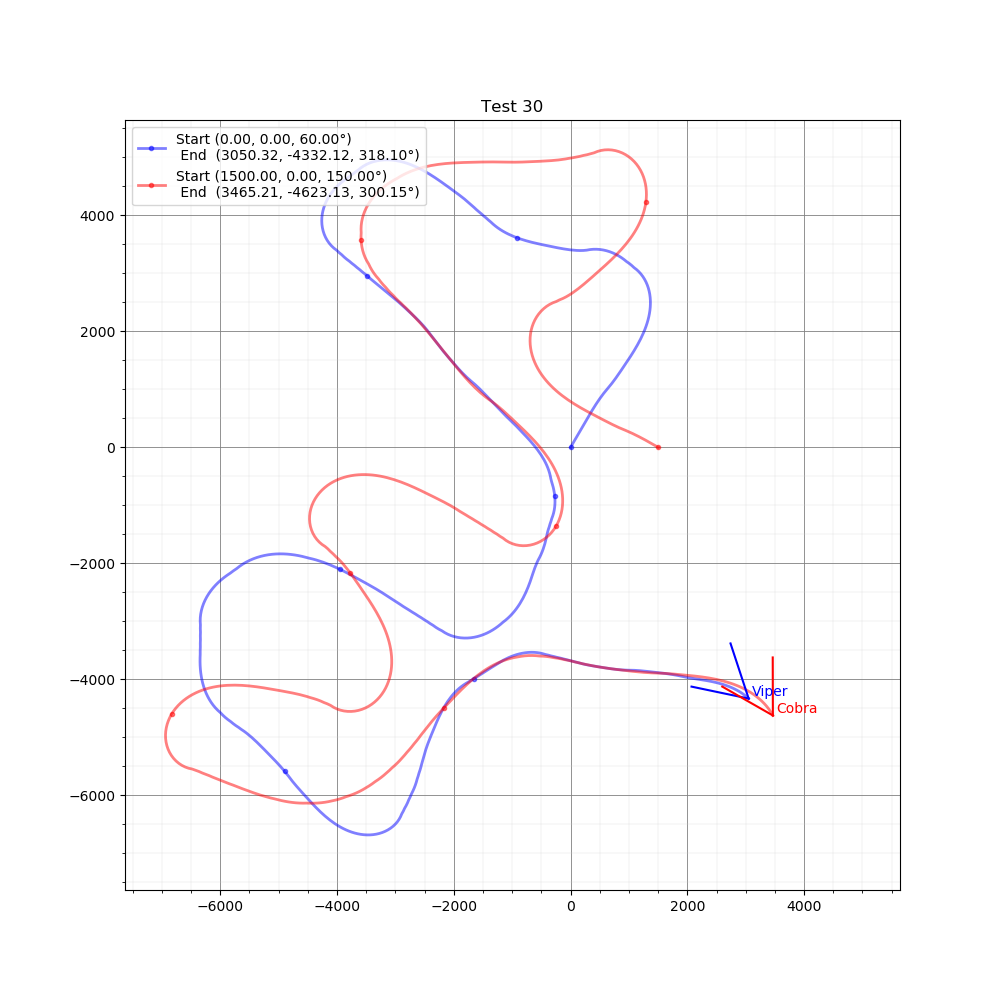 Test 30
Start (0.00, 0.00, 60.00°)
End  (3050.32, -4332.12, 318.10°)
Start (1500.00, 0.00, 150.00°)
End  (3465.21, -4623.13, 300.15°)
4000
2000
0
−2000
−4000
−6000
Viper
Cobra
−6000 −4000 −2000 0 2000 4000